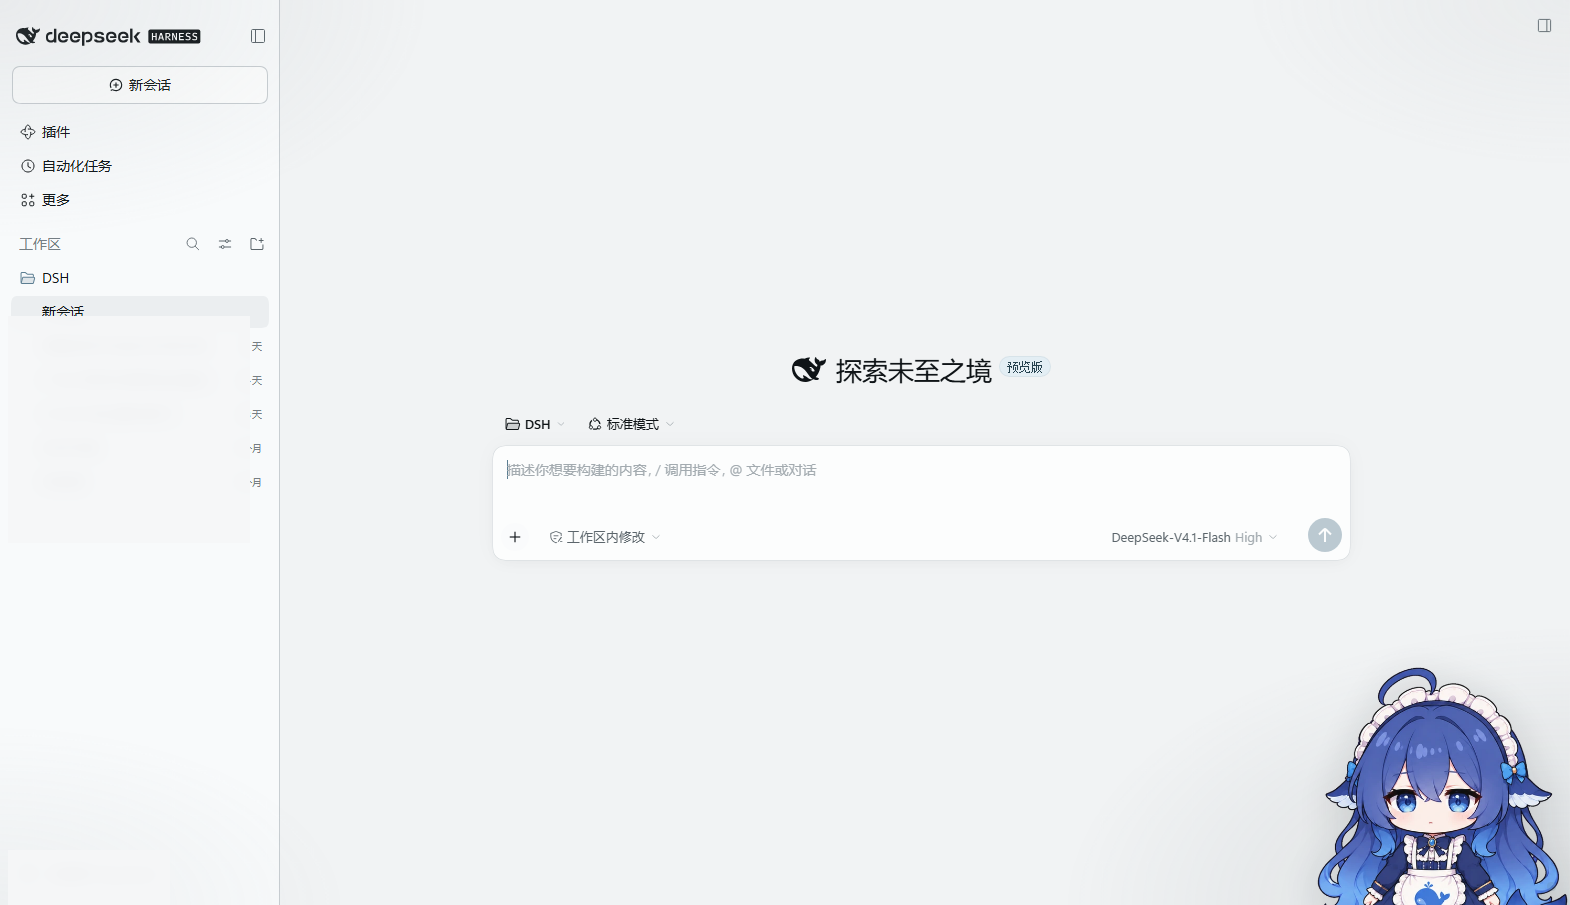 deepseek HARNESS
新会话
插件
自动化任务
更多
工作区
DSH
新会话
天
天
天
月
月
探索未至之境 预览版
DSH 标准模式
描述你想要构建的内容, / 调用指令, @ 文件或对话
工作区内修改 DeepSeek-V4.1-Flash High